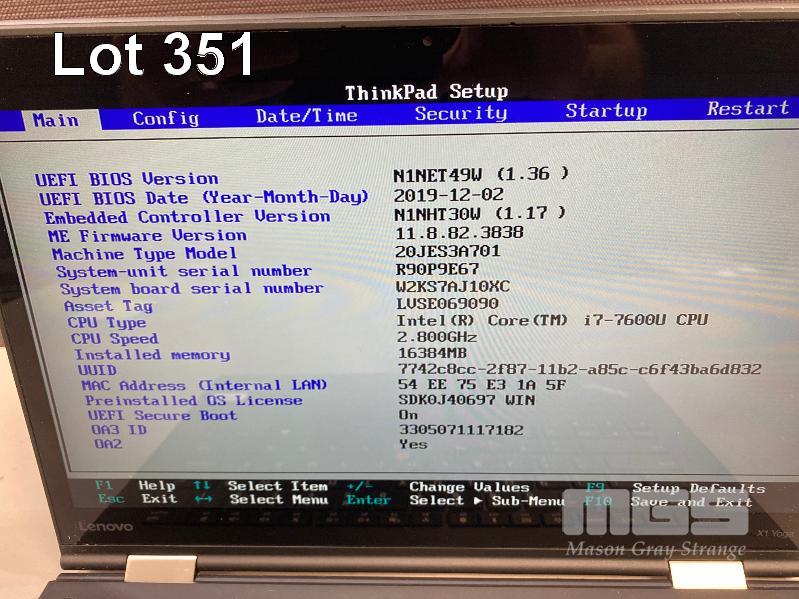 Lot 351
ThinkPad Setup
Main Config Date/Time Security Startup Restart
UEFI BIOS Version N1NET49W (1.36 )
UEFI BIOS Date (Year-Month-Day) 2019-12-02
Embedded Controller Version N1NHT30W (1.17 )
ME Firmware Version 11.8.82.3838
Machine Type Model 20JES3A701
System-unit serial number R90P9E67
System board serial number W2KS7AJ10XC
Asset Tag LVSE069090
CPU Type Intel(R) Core(TM) i7-7600U CPU
CPU Speed 2.800GHz
Installed memory 16384MB
UUID 7742c8cc-2f87-11b2-a85c-c6f43ba6d832
MAC Address (Internal LAN) 54 EE 75 E3 1A 5F
Preinstalled OS License SDK0J40697 WIN
UEFI Secure Boot On
OA3 ID 3305071117182
OA2 Yes
F1 Help ↑↓ Select Item +/- Change Values F9 Setup Defaults
Esc Exit ↔ Select Menu Enter Select ▶ Sub-Menu F10 Save and Exit
Lenovo
X1 Yoga
MGS
Mason Gray Strange